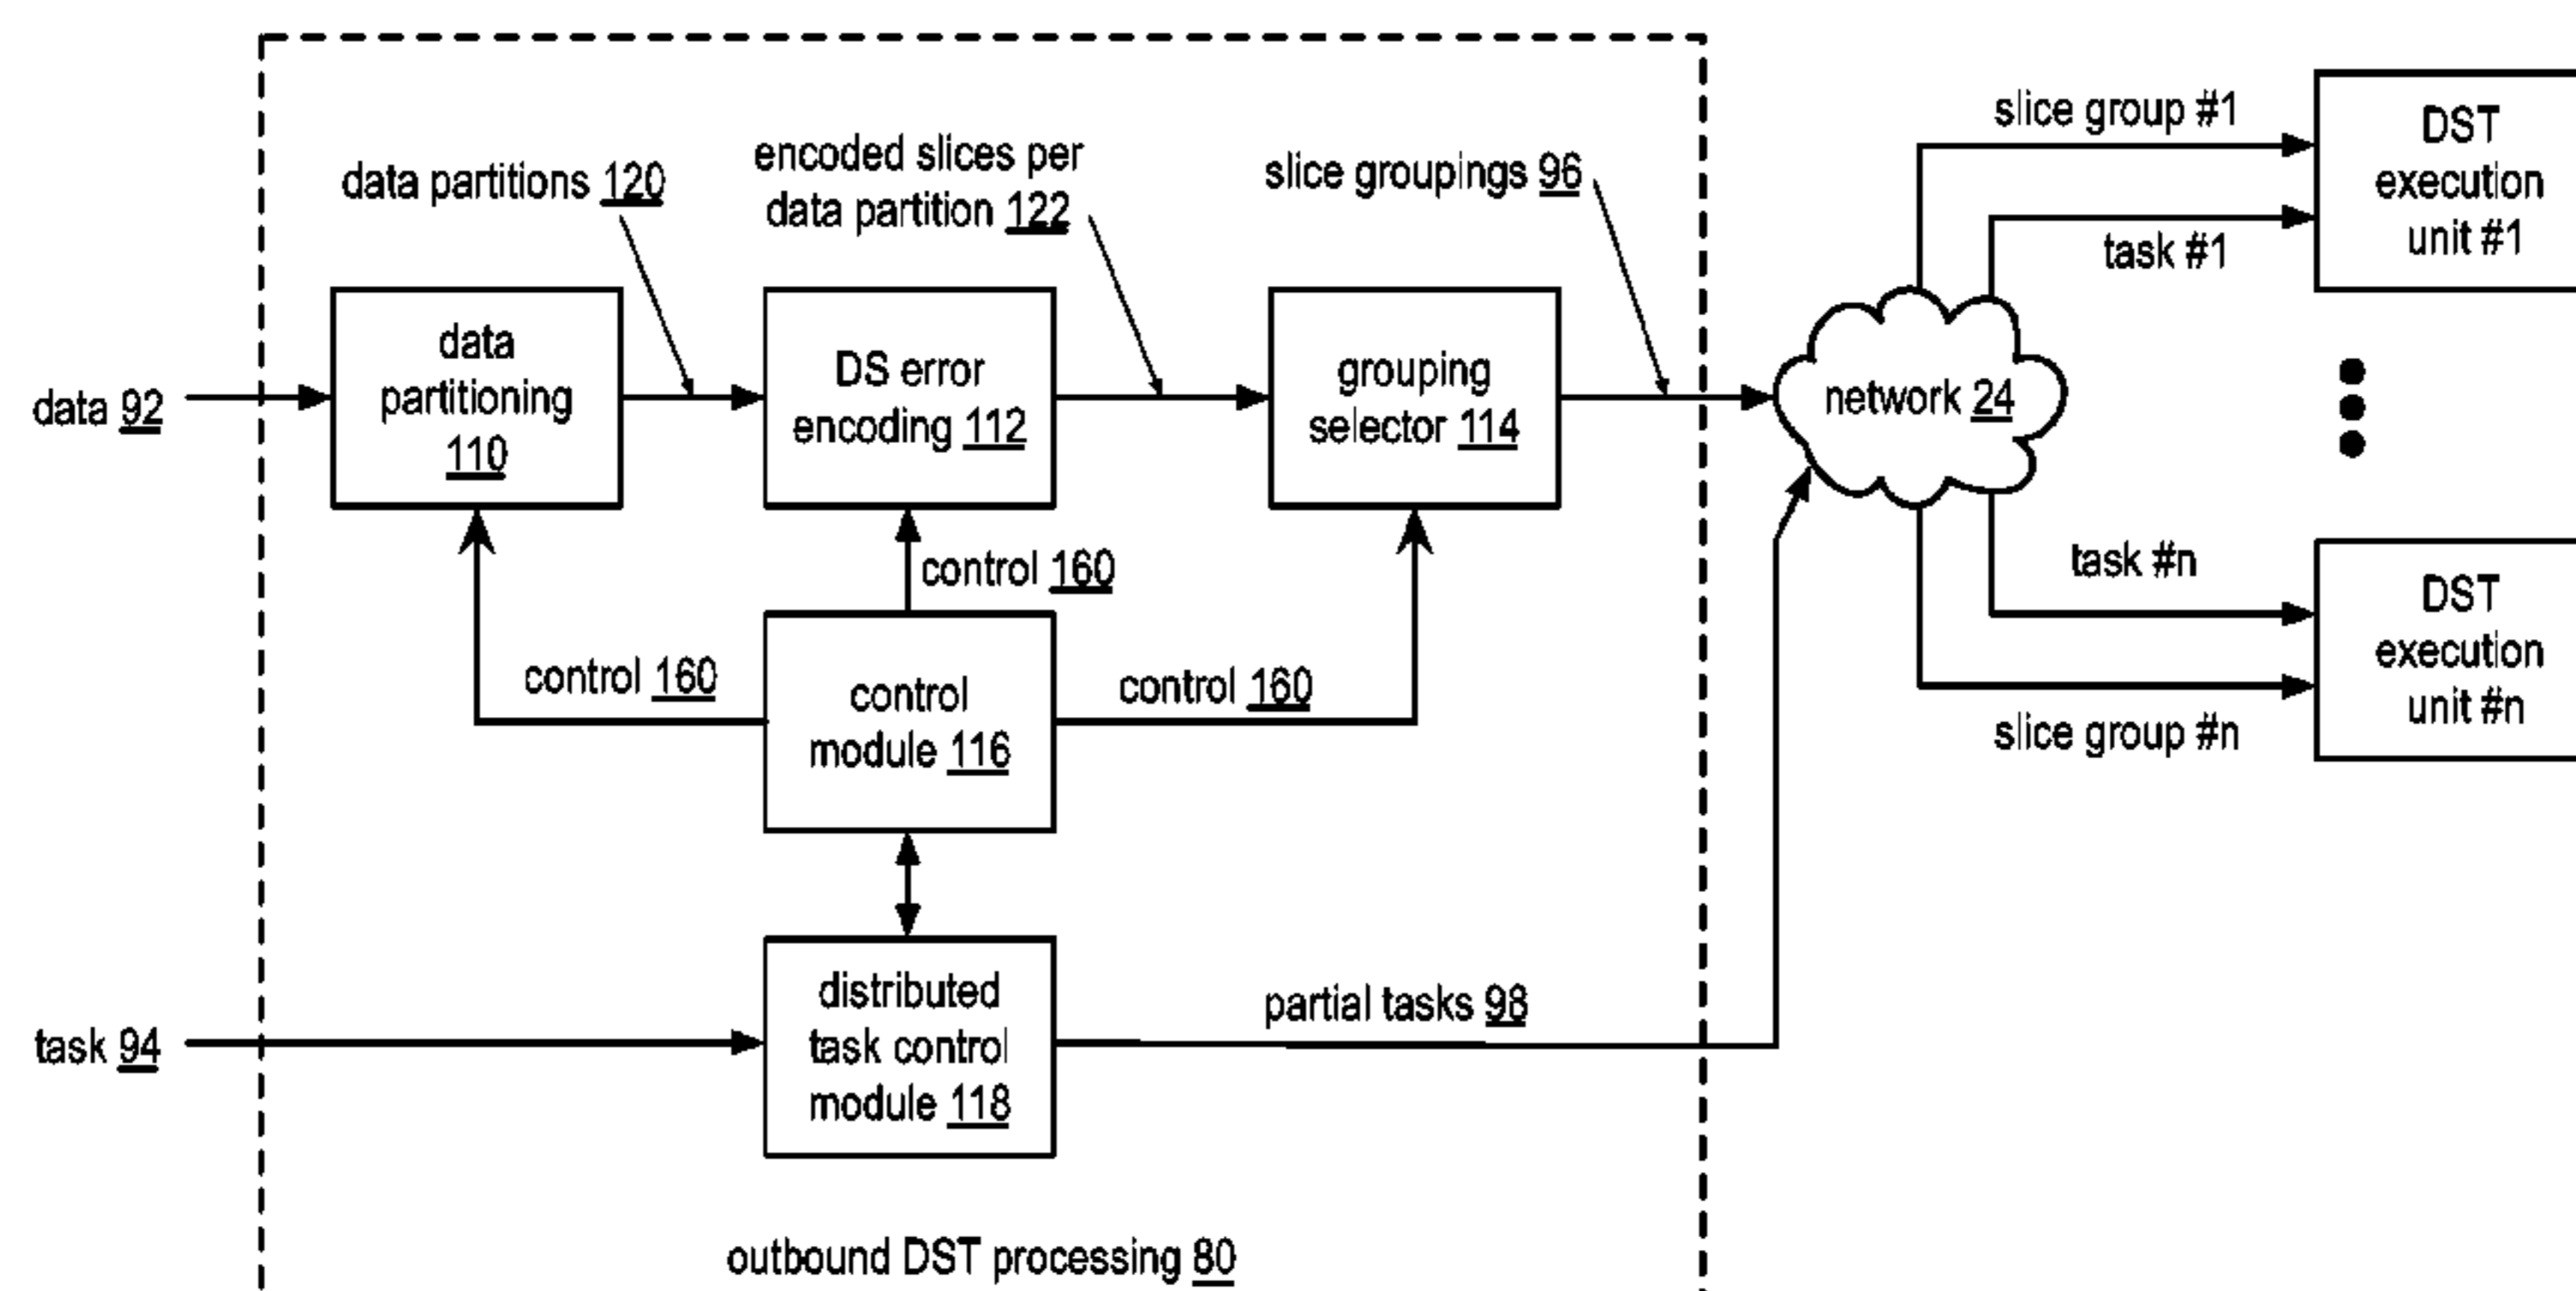 slice group #1
DST
execution
unit #1
task #1
data partitions 120
encoded slices per
data partition 122
slice groupings 96
data 92
data
partitioning
110
DS error
encoding 112
grouping
selector 114
network 24
control 160
control 160
control
module 116
control 160
task #n
DST
execution
unit #n
slice group #n
task 94
distributed
task control
module 118
partial tasks 98
outbound DST processing 80